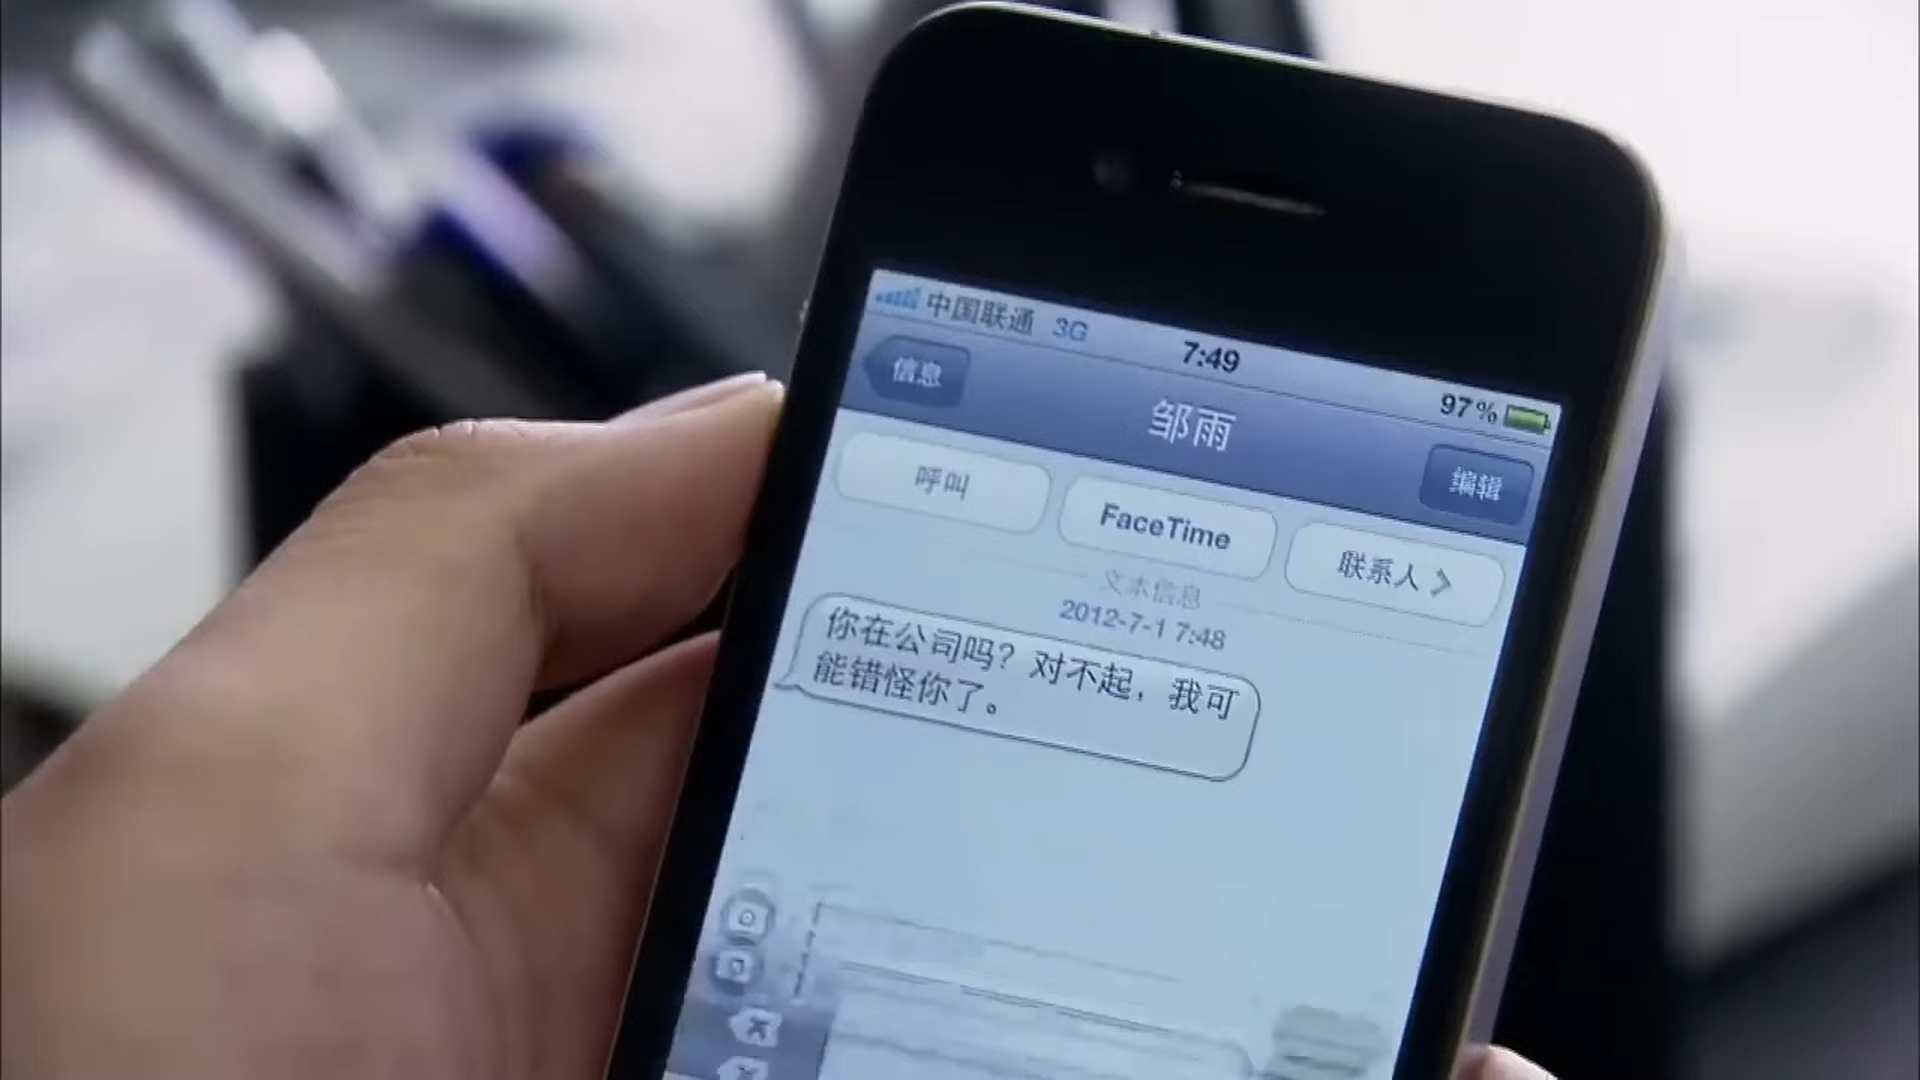 中国联通 3G 7:49 97%
信息 邹雨 编辑
呼叫 FaceTime 联系人
文本信息
2012-7-1 7:48
你在公司吗？对不起，我可
能错怪你了。